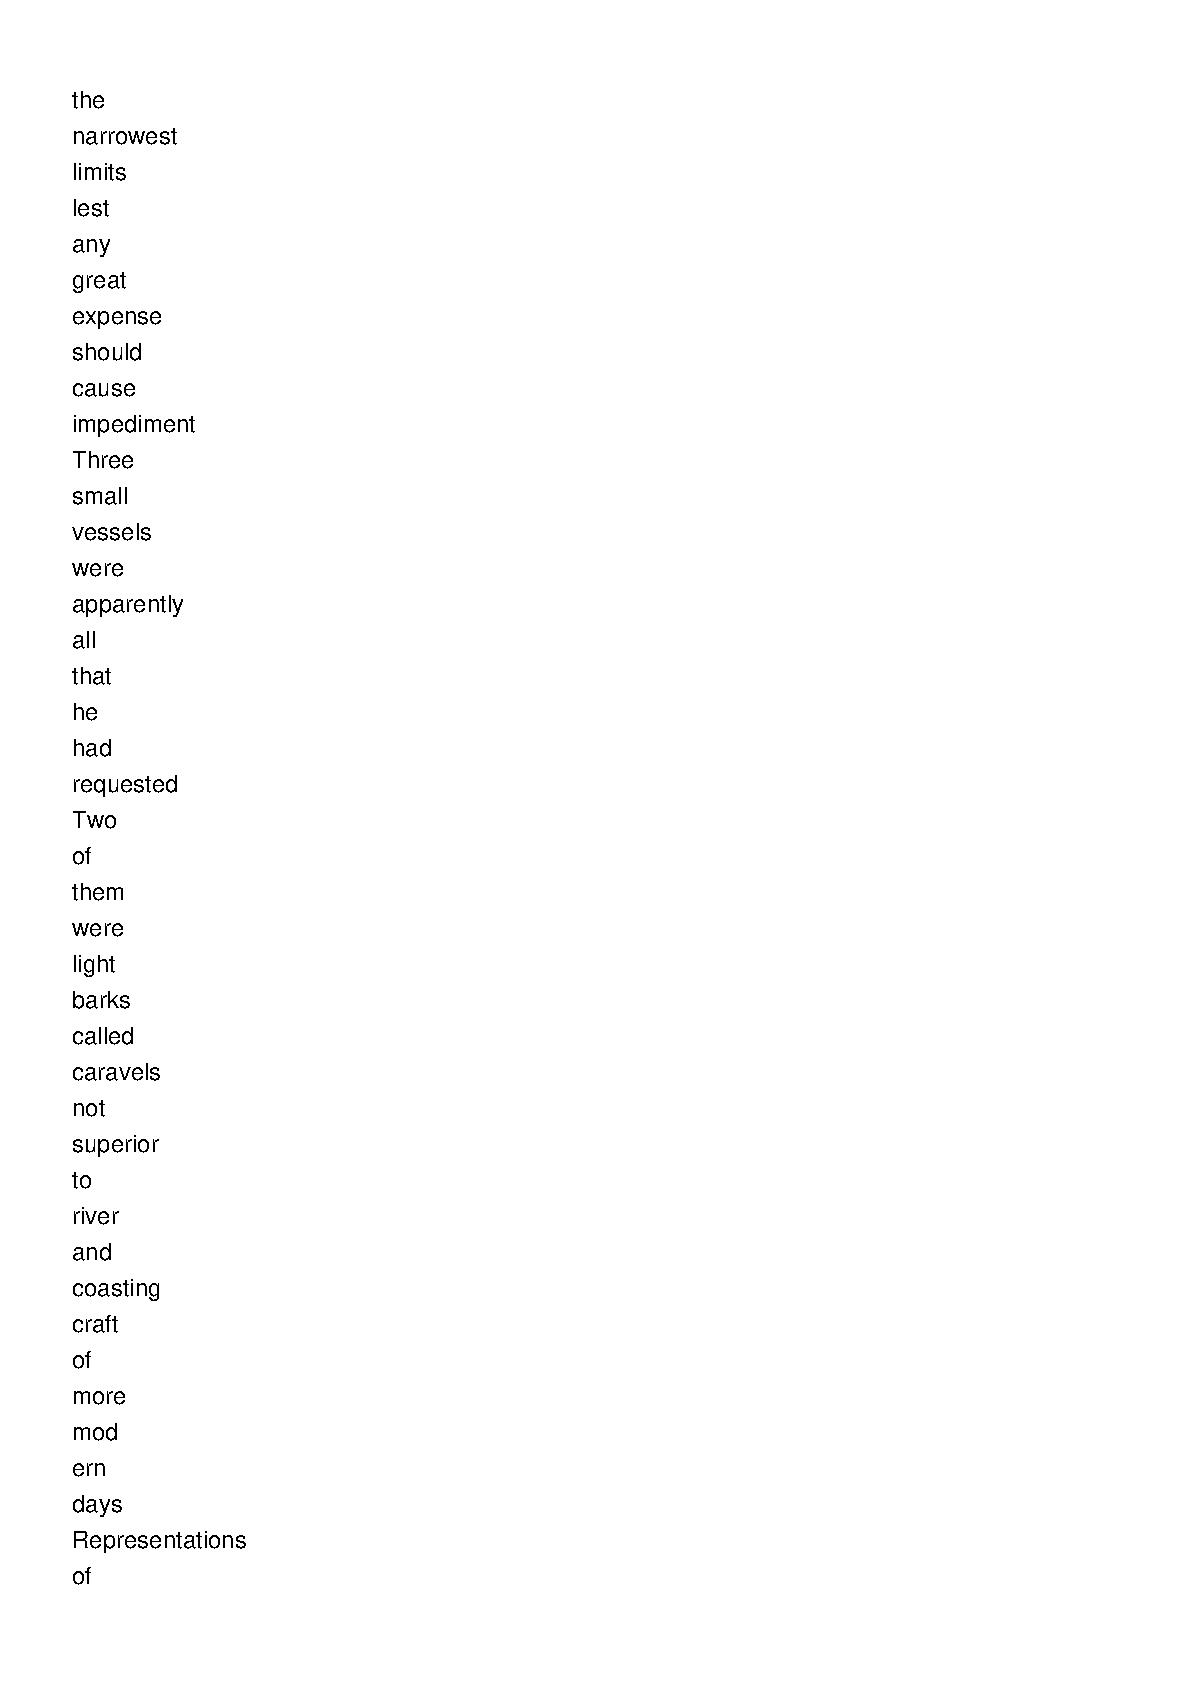 the
narrowest
limits
lest
any
great
expense
should
cause
impediment
Three
small
vessels
were
apparently
all
that
he
had
requested
Two
of
them
were
light
barks
called
caravels
not
superior
to
river
and
coasting
craft
of
more
mod
ern
days
Representations
of